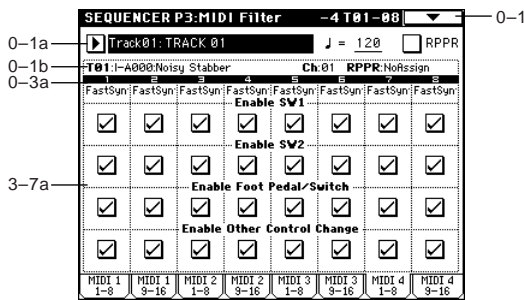 SEQUENCER P3:MIDI Filter −4 T01−08
0–1
0–1a
Track01: TRACK 01
♩ = 120
RPPR
0–1b
T01:I-A000:Noisy Stabber Ch:01 RPPR:NoAssign
0–3a
1 2 3 4 5 6 7 8
FastSyn FastSyn FastSyn FastSyn FastSyn FastSyn FastSyn FastSyn
Enable SW1
Enable SW2
3–7a
Enable Foot Pedal/Switch
Enable Other Control Change
MIDI 1 1−8
MIDI 1 9−16
MIDI 2 1−8
MIDI 2 9−16
MIDI 3 1−8
MIDI 3 9−16
MIDI 4 1−8
MIDI 4 9−16